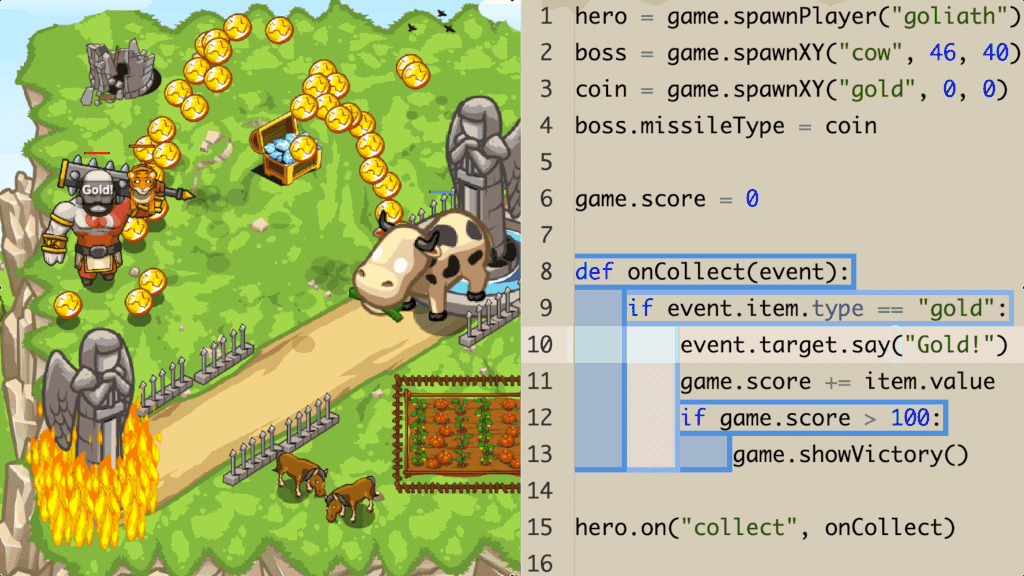 Gold!
1 hero = game.spawnPlayer("goliath")
2 boss = game.spawnXY("cow", 46, 40)
3 coin = game.spawnXY("gold", 0, 0)
4 boss.missileType = coin
5
6 game.score = 0
7
8 def onCollect(event):
9 if event.item.type == "gold":
10 event.target.say("Gold!")
11 game.score += item.value
12 if game.score > 100:
13 game.showVictory()
14
15 hero.on("collect", onCollect)
16